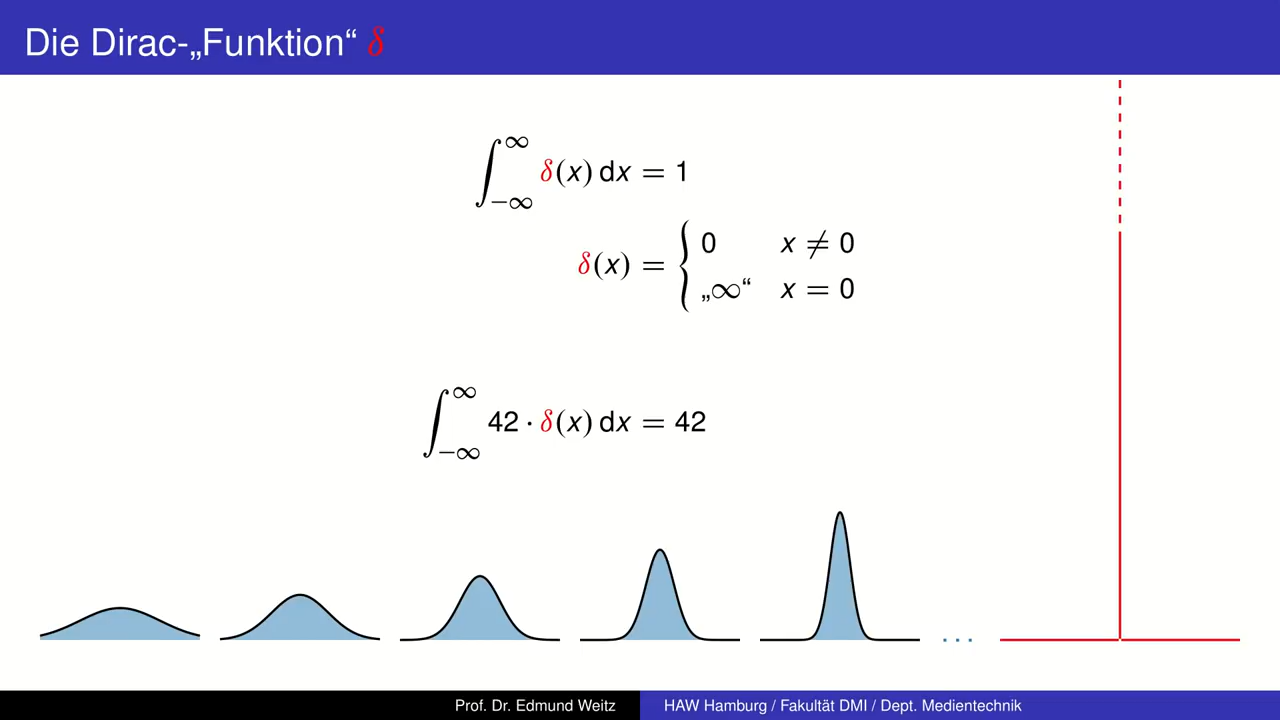 Die Dirac-„Funktion“ δ
∫_{−∞}^{∞} δ(x) dx = 1
δ(x) = { 0 x ≠ 0
„∞“ x = 0
∫_{−∞}^{∞} 42 · δ(x) dx = 42
···
Prof. Dr. Edmund Weitz HAW Hamburg / Fakultät DMI / Dept. Medientechnik